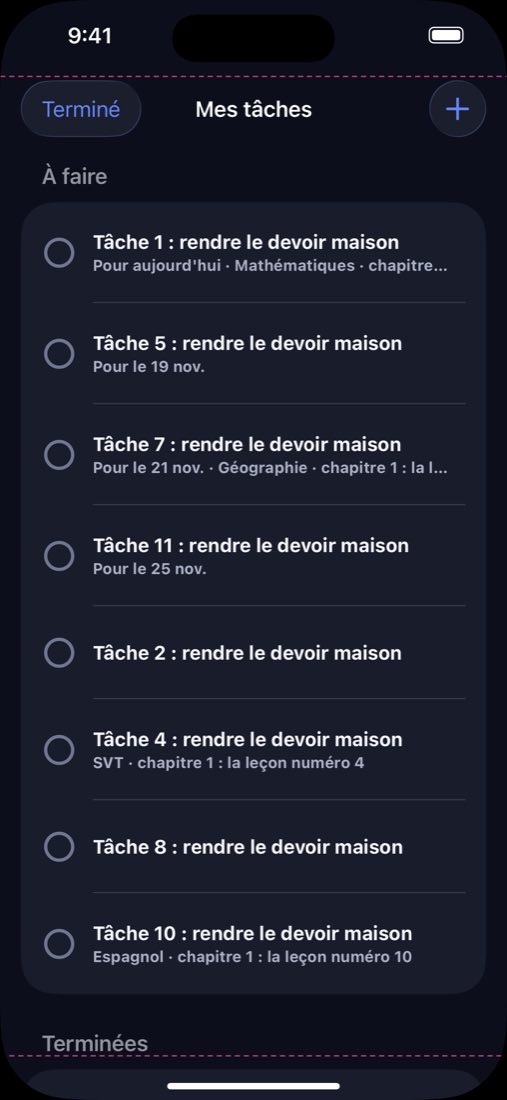 9:41
Terminé
Mes tâches
À faire
Tâche 1 : rendre le devoir maison
Pour aujourd'hui · Mathématiques · chapitre...
Tâche 5 : rendre le devoir maison
Pour le 19 nov.
Tâche 7 : rendre le devoir maison
Pour le 21 nov. · Géographie · chapitre 1 : la l...
Tâche 11 : rendre le devoir maison
Pour le 25 nov.
Tâche 2 : rendre le devoir maison
Tâche 4 : rendre le devoir maison
SVT · chapitre 1 : la leçon numéro 4
Tâche 8 : rendre le devoir maison
Tâche 10 : rendre le devoir maison
Espagnol · chapitre 1 : la leçon numéro 10
Terminées